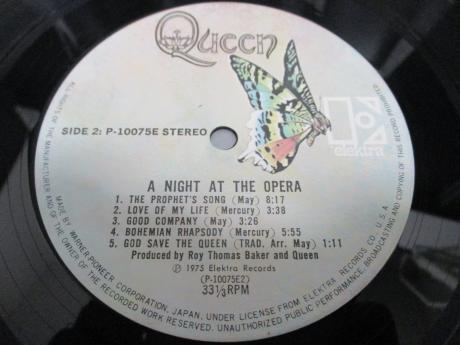 Queen
SIDE 2: P-10075E STEREO
elektra
A NIGHT AT THE OPERA
1. THE PROPHET'S SONG (May) 8:17
2. LOVE OF MY LIFE (Mercury) 3:38
3. GOOD COMPANY (May) 3:26
4. BOHEMIAN RHAPSODY (Mercury) 5:55
5. GOD SAVE THE QUEEN (TRAD. Arr. May) 1:11
Produced by Roy Thomas Baker and Queen
Ⓟ 1975 Elektra Records
(P-10075E2)
33⅓RPM
MADE BY WARNER-PIONEER CORPORATION, JAPAN, UNDER LICENSE FROM ELEKTRA RECORDS CO., U.S.A.
ALL RIGHTS OF THE MANUFACTURER AND OF THE OWNER OF THE RECORDED WORK RESERVED. UNAUTHORIZED PUBLIC PERFORMANCE, BROADCASTING AND COPYING OF THIS RECORD PROHIBITED